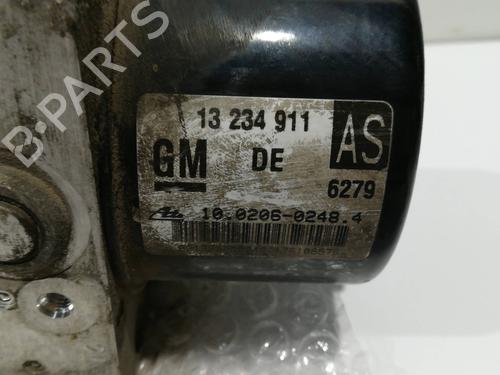 B-PARTS
13 234 911
GM DE AS
6279
10.0206-0248.4